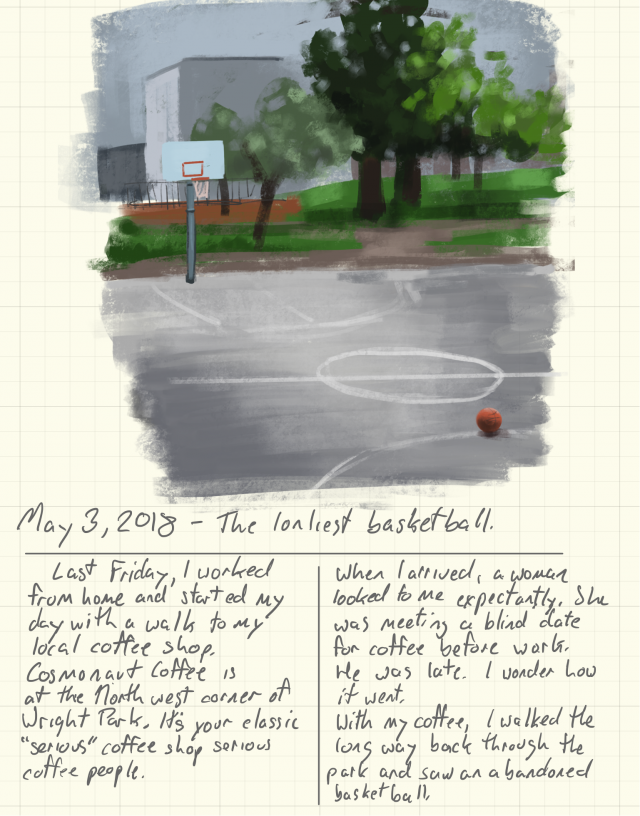 May 3, 2018 - The lonliest basketball.
Last Friday, I worked
from home and started my
day with a walk to my
local coffee shop.
Cosmonaut Coffee is
at the North west corner of
Wright Park. It's your classic
"serious" coffee shop serious
coffee people.
When I arrived, a woman
looked to me expectantly. She
was meeting a blind date
for coffee before work.
He was late. I wonder how
it went.
With my coffee, I walked the
long way back through the
park and saw an abandoned
basketball.